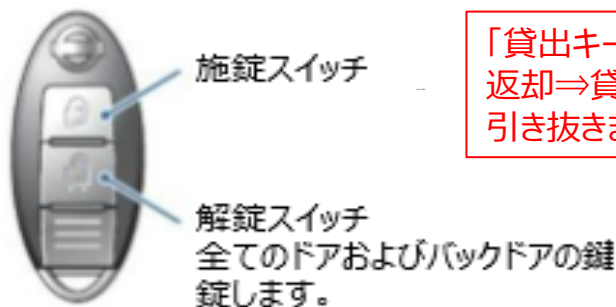 施錠スイッチ
「貸出キー
返却⇒貸
引き抜きま
解錠スイッチ
全てのドアおよびバックドアの鍵
錠します。